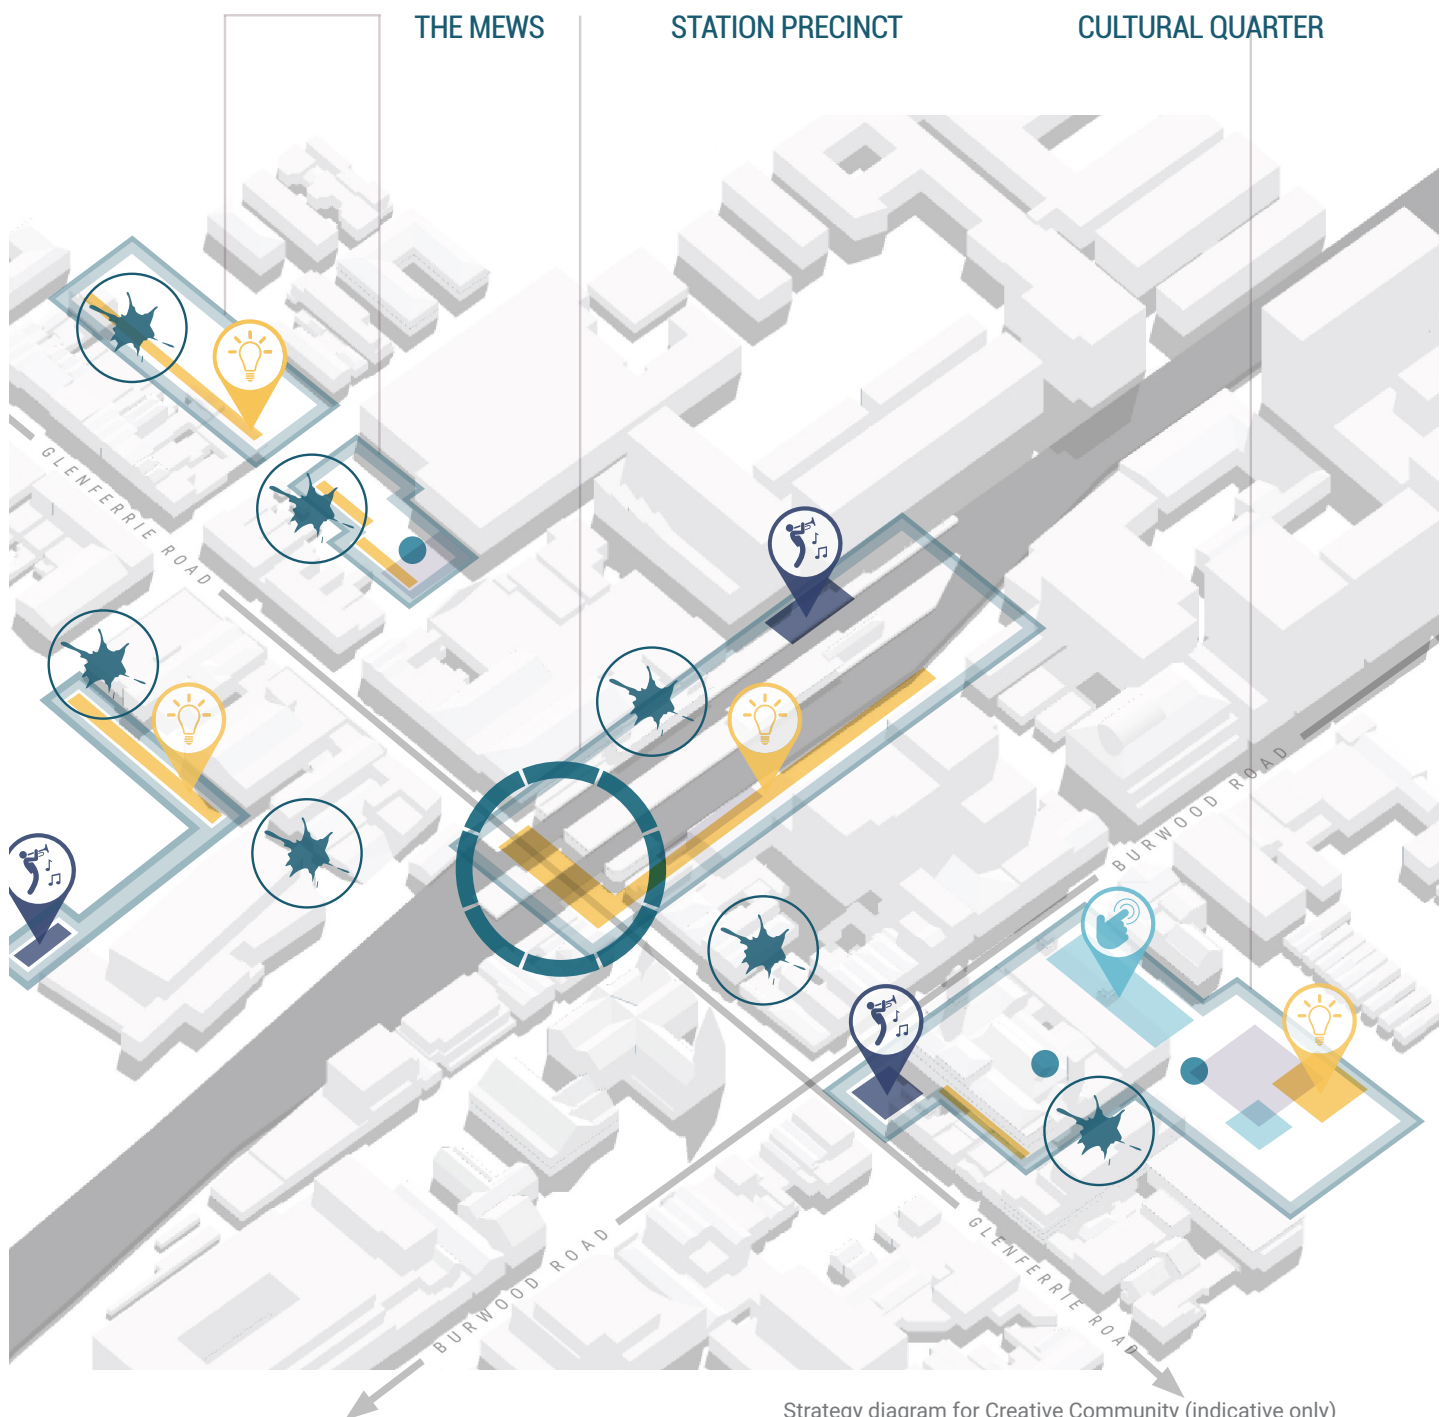 THE MEWS
STATION PRECINCT
CULTURAL QUARTER
GLENFERRIE ROAD
BURWOOD ROAD
BURWOOD ROAD
GLENFERRIE ROAD
Strategy diagram for Creative Community (indicative only)